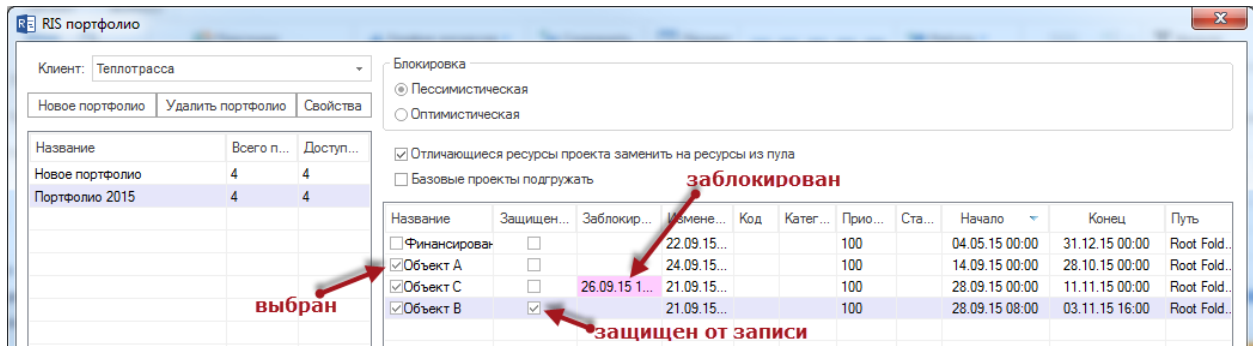 RIS портфолио
Клиент: Теплотрасса
Новое портфолио Удалить портфолио Свойства
Название Всего п... Доступ...
Новое портфолио 4 4
Портфолио 2015 4 4
Блокировка
Пессимистическая
Оптимистическая
Отличающиеся ресурсы проекта заменить на ресурсы из пула
Базовые проекты подгружать
заблокирован
Название Защищен... Заблокир... Измене... Код Катег... Прио... Ста... Начало Конец Путь
Финансирован 22.09.15... 100 04.05.15 00:00 31.12.15 00:00 Root Fold...
Объект A 24.09.15... 100 14.09.15 00:00 28.10.15 00:00 Root Fold...
Объект C 26.09.15 1... 21.09.15... 100 28.09.15 00:00 11.11.15 00:00 Root Fold...
Объект B 21.09.15... 100 28.09.15 08:00 03.11.15 16:00 Root Fold...
выбран
защищен от записи